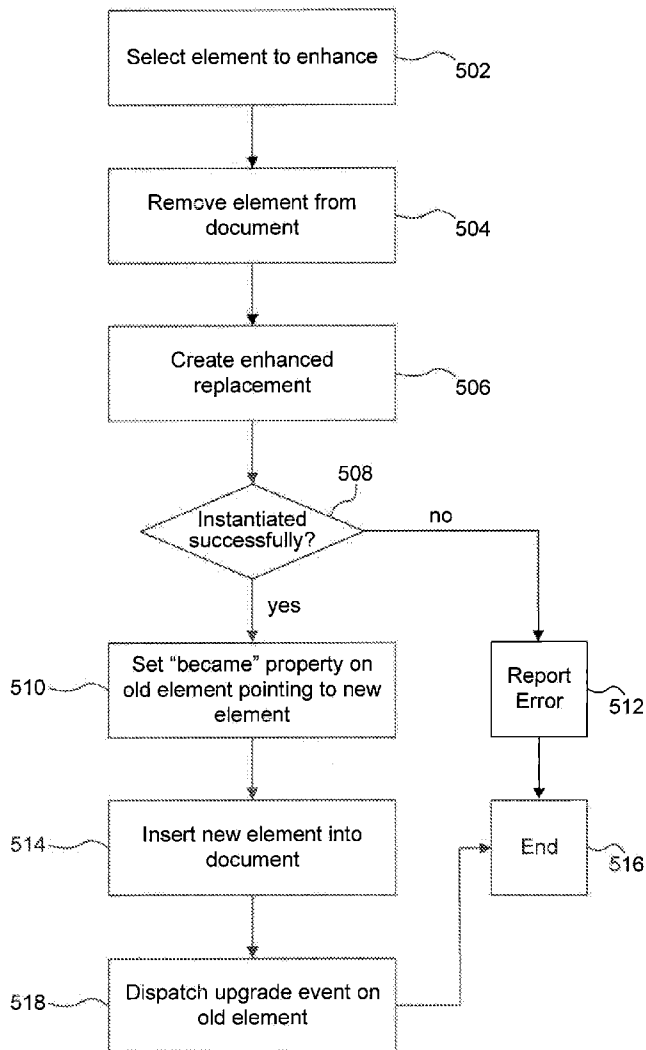 Select element to enhance
502
Remove element from
document
504
Create enhanced
replacement
506
508
Instantiated
successfully?
no
yes
510
Set “became” property on
old element pointing to new
element
Report
Error
512
514
Insert new element into
document
End
516
518
Dispatch upgrade event on
old element